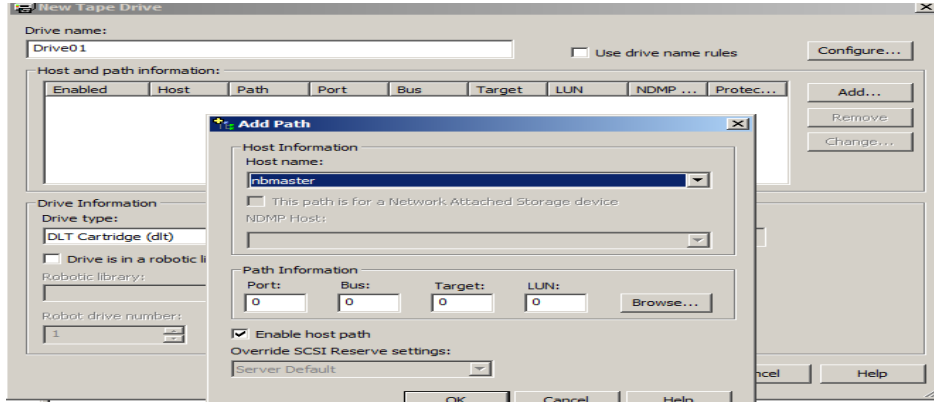 New Tape Drive
Drive name:
Drive01
Use drive name rules
Configure...
Host and path information:
Enabled Host Path Port Bus Target LUN NDMP ... Protec...
Add...
Remove
Change...
Add Path
Host Information
Host name:
nbmaster
This path is for a Network Attached Storage device
NDMP Host:
Path Information
Port: Bus: Target: LUN:
0 0 0 0 Browse...
Enable host path
Override SCSI Reserve settings:
Server Default
OK Cancel Help
Drive Information
Drive type:
DLT Cartridge (dlt)
Drive is in a robotic li
Robotic library:
Robot drive number:
1
ncel Help